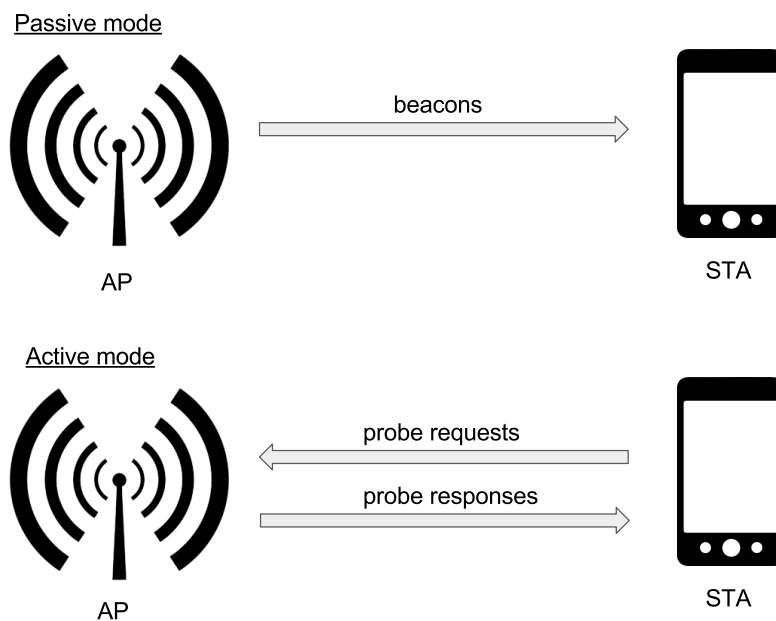 Passive mode
beacons
AP
STA
Active mode
probe requests
probe responses
AP
STA